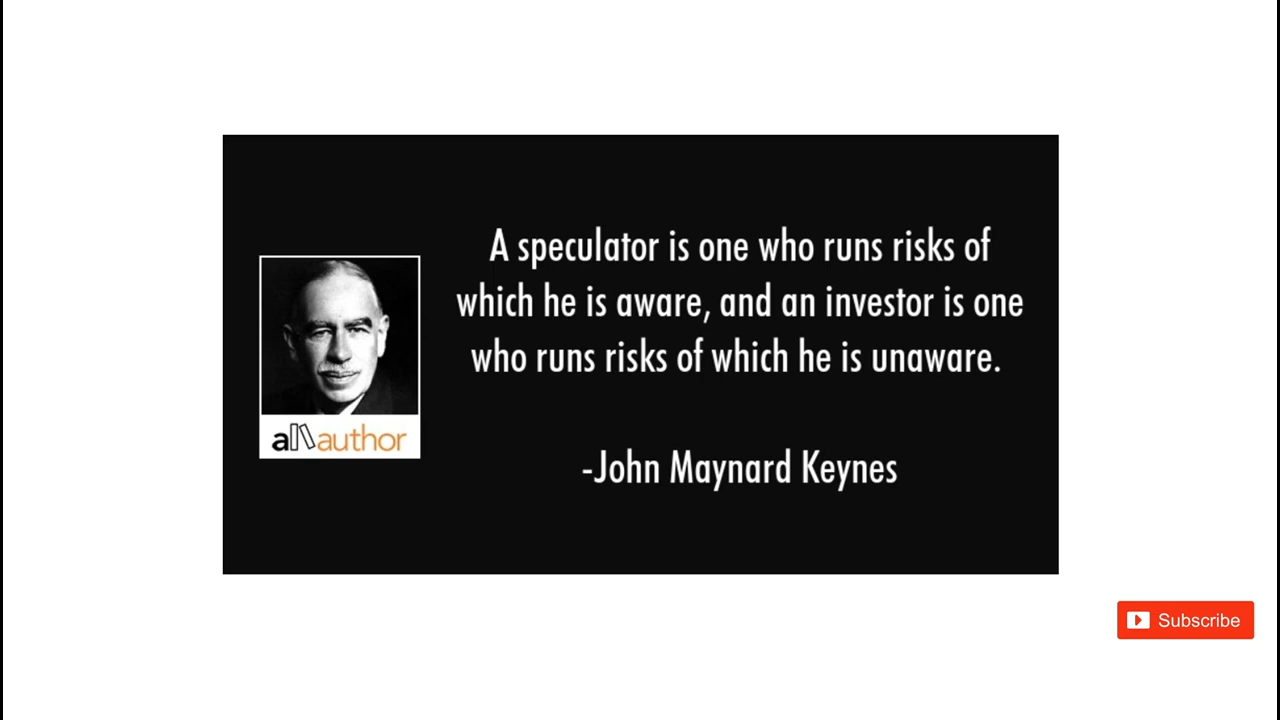 A speculator is one who runs risks of
which he is aware, and an investor is one
who runs risks of which he is unaware.
-John Maynard Keynes
allauthor
Subscribe